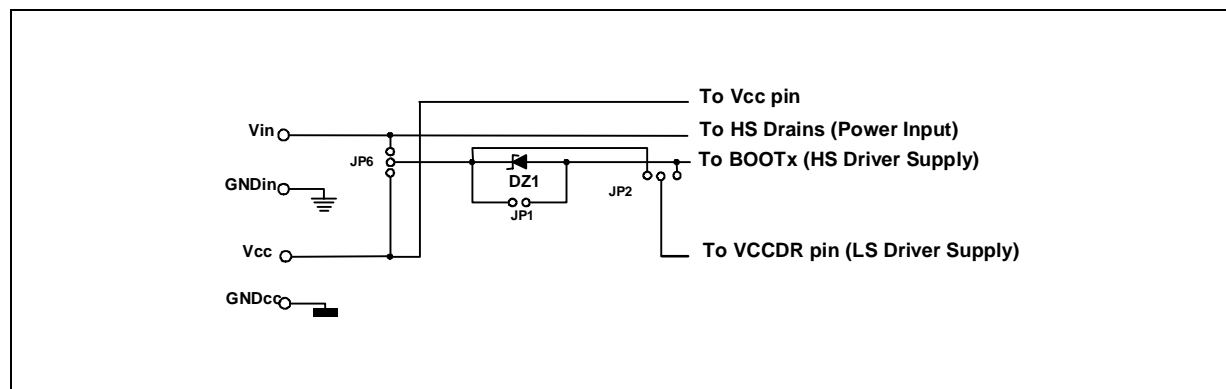 To Vcc pin
Vin
To HS Drains (Power Input)
JP6
To BOOTx (HS Driver Supply)
DZ1
JP2
GNDin
JP1
Vcc
To VCCDR pin (LS Driver Supply)
GNDcc